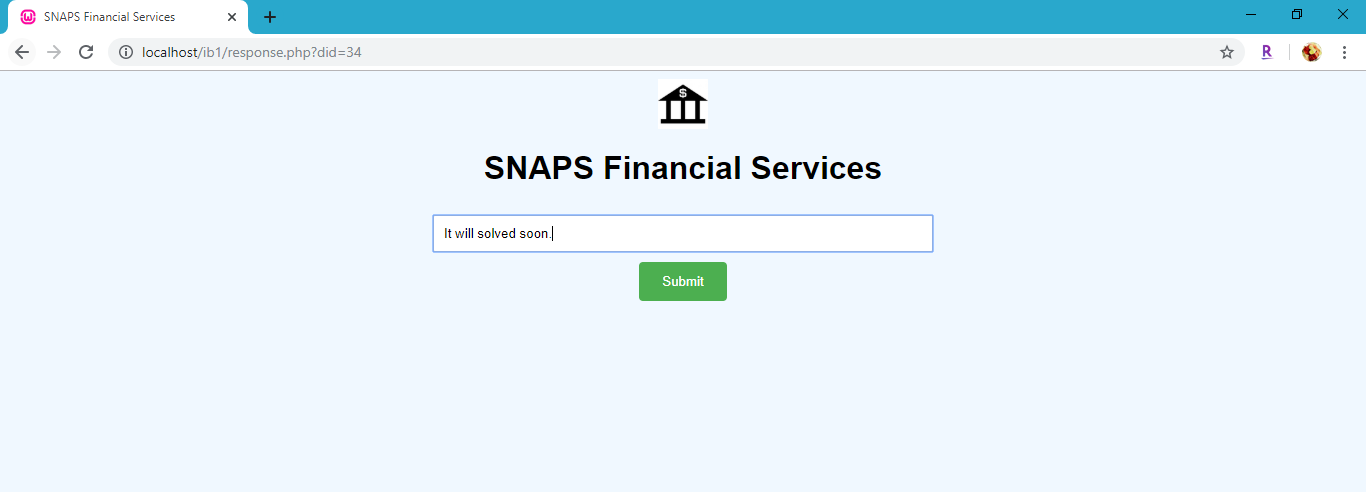 SNAPS Financial Services
localhost/ib1/response.php?did=34
R
$
SNAPS Financial Services
It will solved soon.
Submit